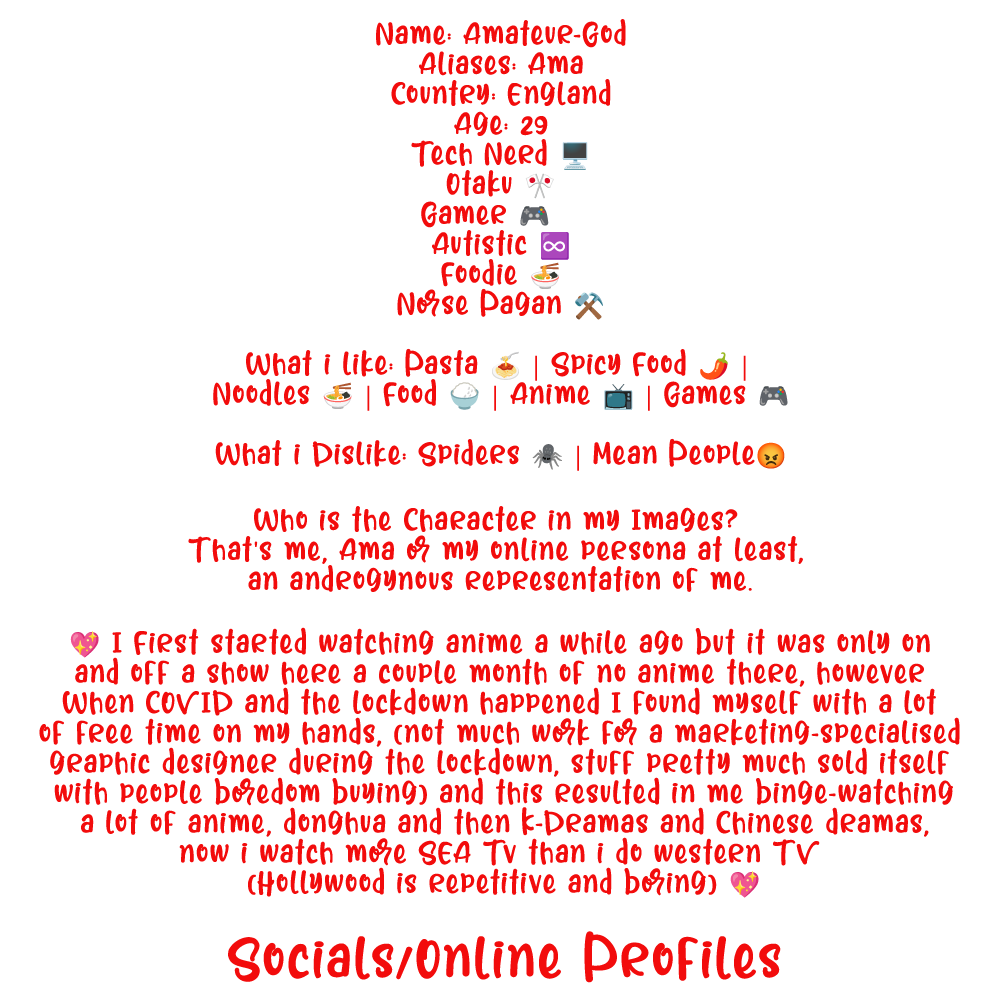 Name: Amateur-God
Aliases: Ama
Country: England
Age: 29
Tech Nerd 🖥️
Otaku 🎌
Gamer 🎮
Autistic ♾️
Foodie 🍜
Norse Pagan ⚒️
What i like: Pasta 🍝 | Spicy Food 🌶️ |
Noodles 🍜 | Food 🍚 | Anime 📺 | Games 🎮
What i Dislike: Spiders 🕷️ | Mean People😡
Who is the Character in my Images?
That's me, Ama or my online persona at least,
an androgynous representation of me.
💖 I first started watching anime a while ago but it was only on
and off a show here a couple month of no anime there, however
When COVID and the lockdown happened I found myself with a lot
of free time on my hands, (not much work for a marketing-specialised
graphic designer during the lockdown, stuff pretty much sold itself
with people boredom buying) and this resulted in me binge-watching
a lot of anime, donghua and then K-Dramas and Chinese dramas,
now i watch more SEA Tv than i do western TV
(Hollywood is repetitive and boring) 💖
Socials/Online Profiles